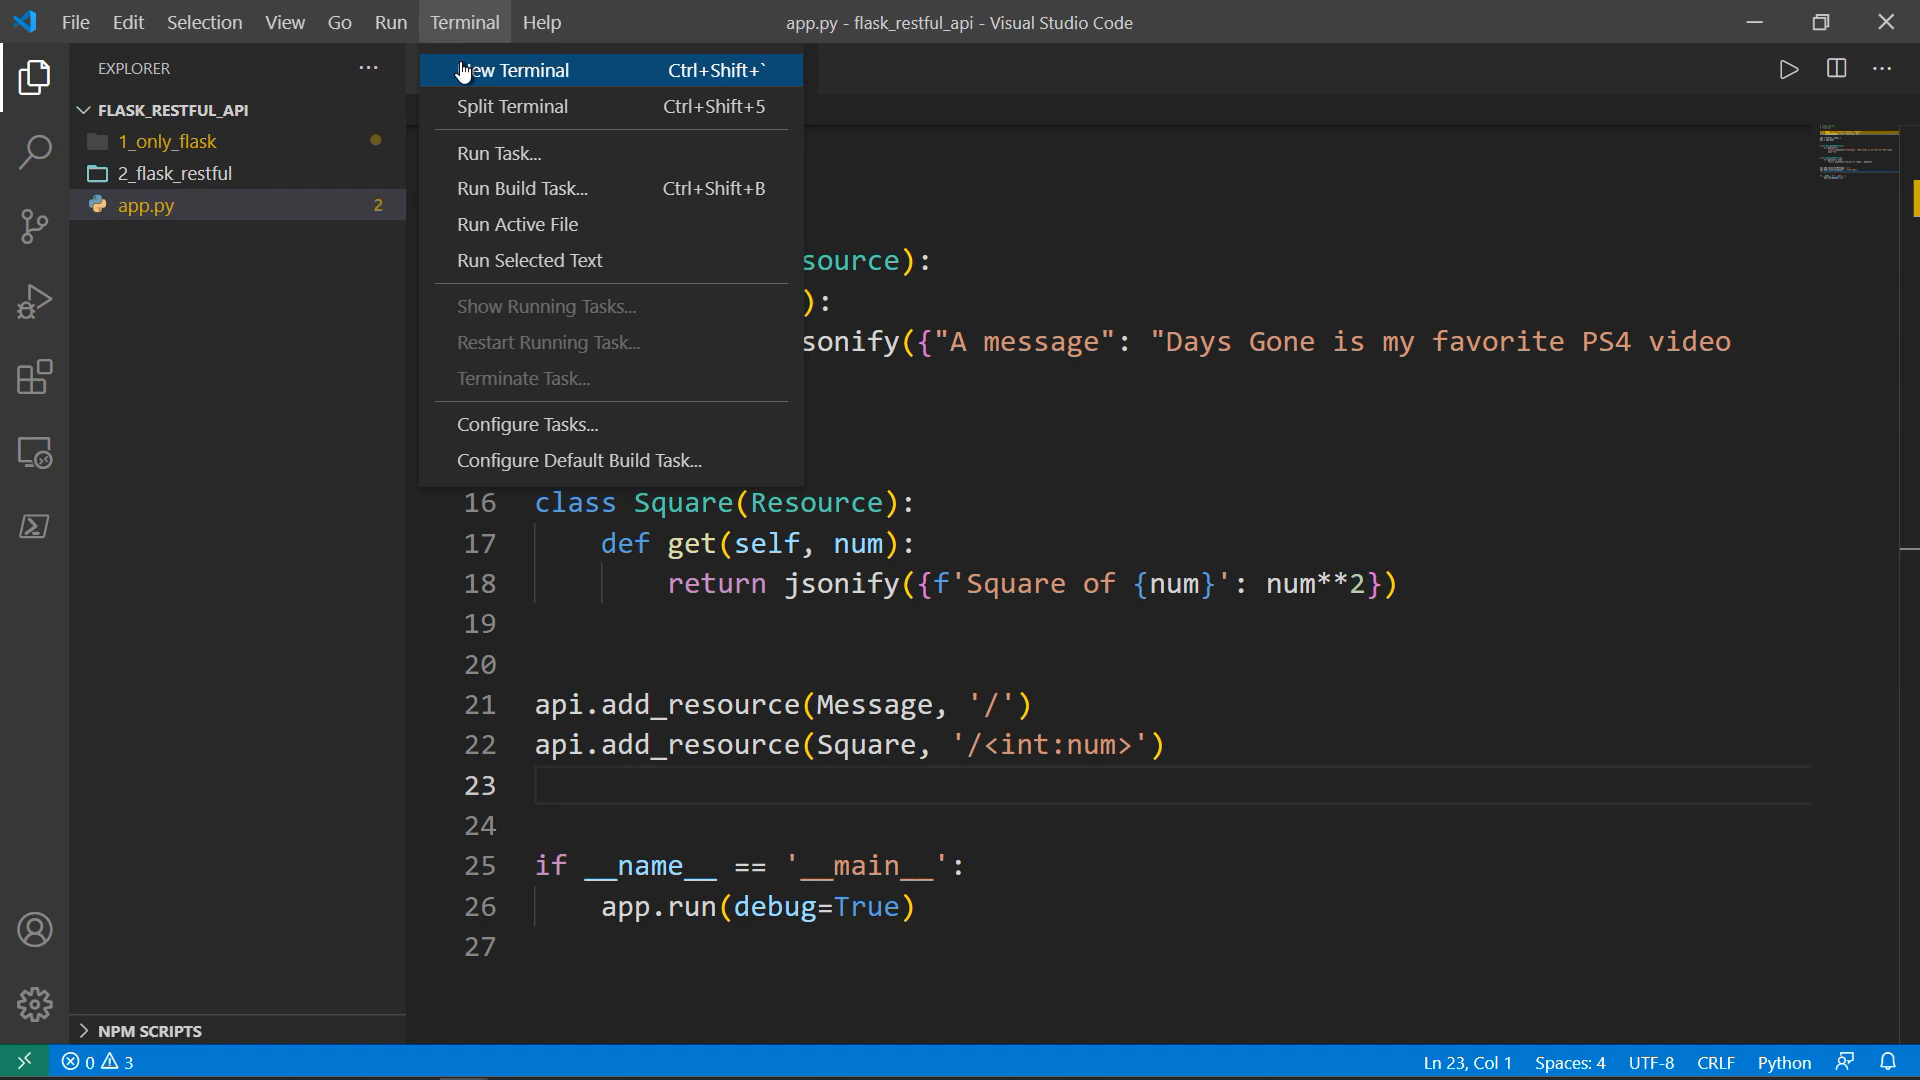 File Edit Selection View Go Run Terminal Help app.py - flask_restful_api - Visual Studio Code
EXPLORER
FLASK_RESTFUL_API
1_only_flask
2_flask_restful
app.py 2
NPM SCRIPTS
Terminal Ctrl+Shift+`
Split Terminal Ctrl+Shift+5
Run Task...
Run Build Task... Ctrl+Shift+B
Run Active File
Run Selected Text
Show Running Tasks...
Restart Running Task...
Terminate Task...
Configure Tasks...
Configure Default Build Task...
source):
):
sonify({"A message": "Days Gone is my favorite PS4 video
16 class Square(Resource):
17 def get(self, num):
18 return jsonify({f'Square of {num}': num**2})
19
20
21 api.add_resource(Message, '/')
22 api.add_resource(Square, '/<int:num>')
23
24
25 if __name__ == '__main__':
26 app.run(debug=True)
27
0 3 Ln 23, Col 1 Spaces: 4 UTF-8 CRLF Python